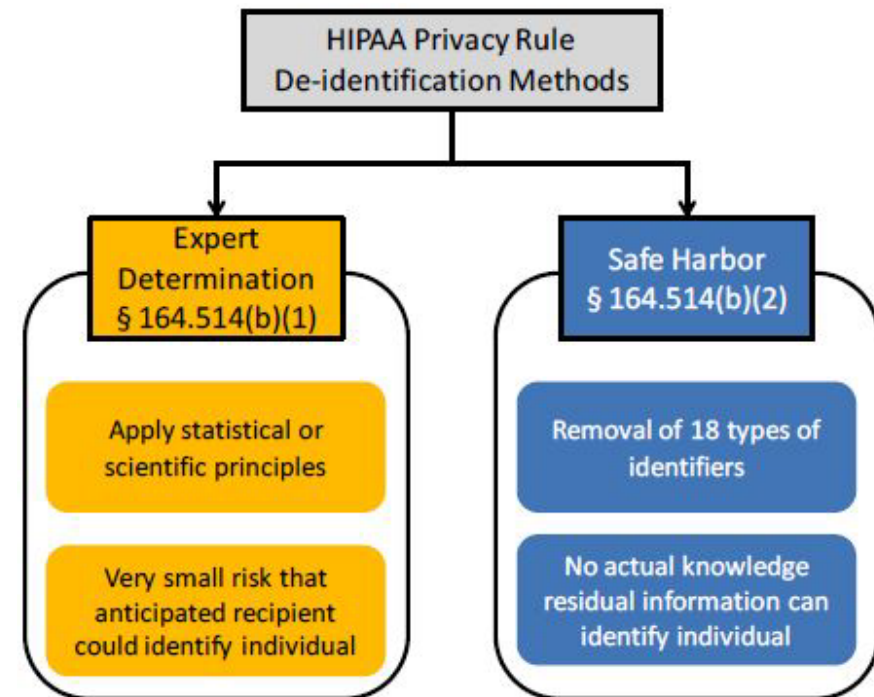 HIPAA Privacy Rule
De-identification Methods
Expert
Determination
§ 164.514(b)(1)
Apply statistical or
scientific principles
Very small risk that
anticipated recipient
could identify individual
Safe Harbor
§ 164.514(b)(2)
Removal of 18 types of
identifiers
No actual knowledge
residual information can
identify individual